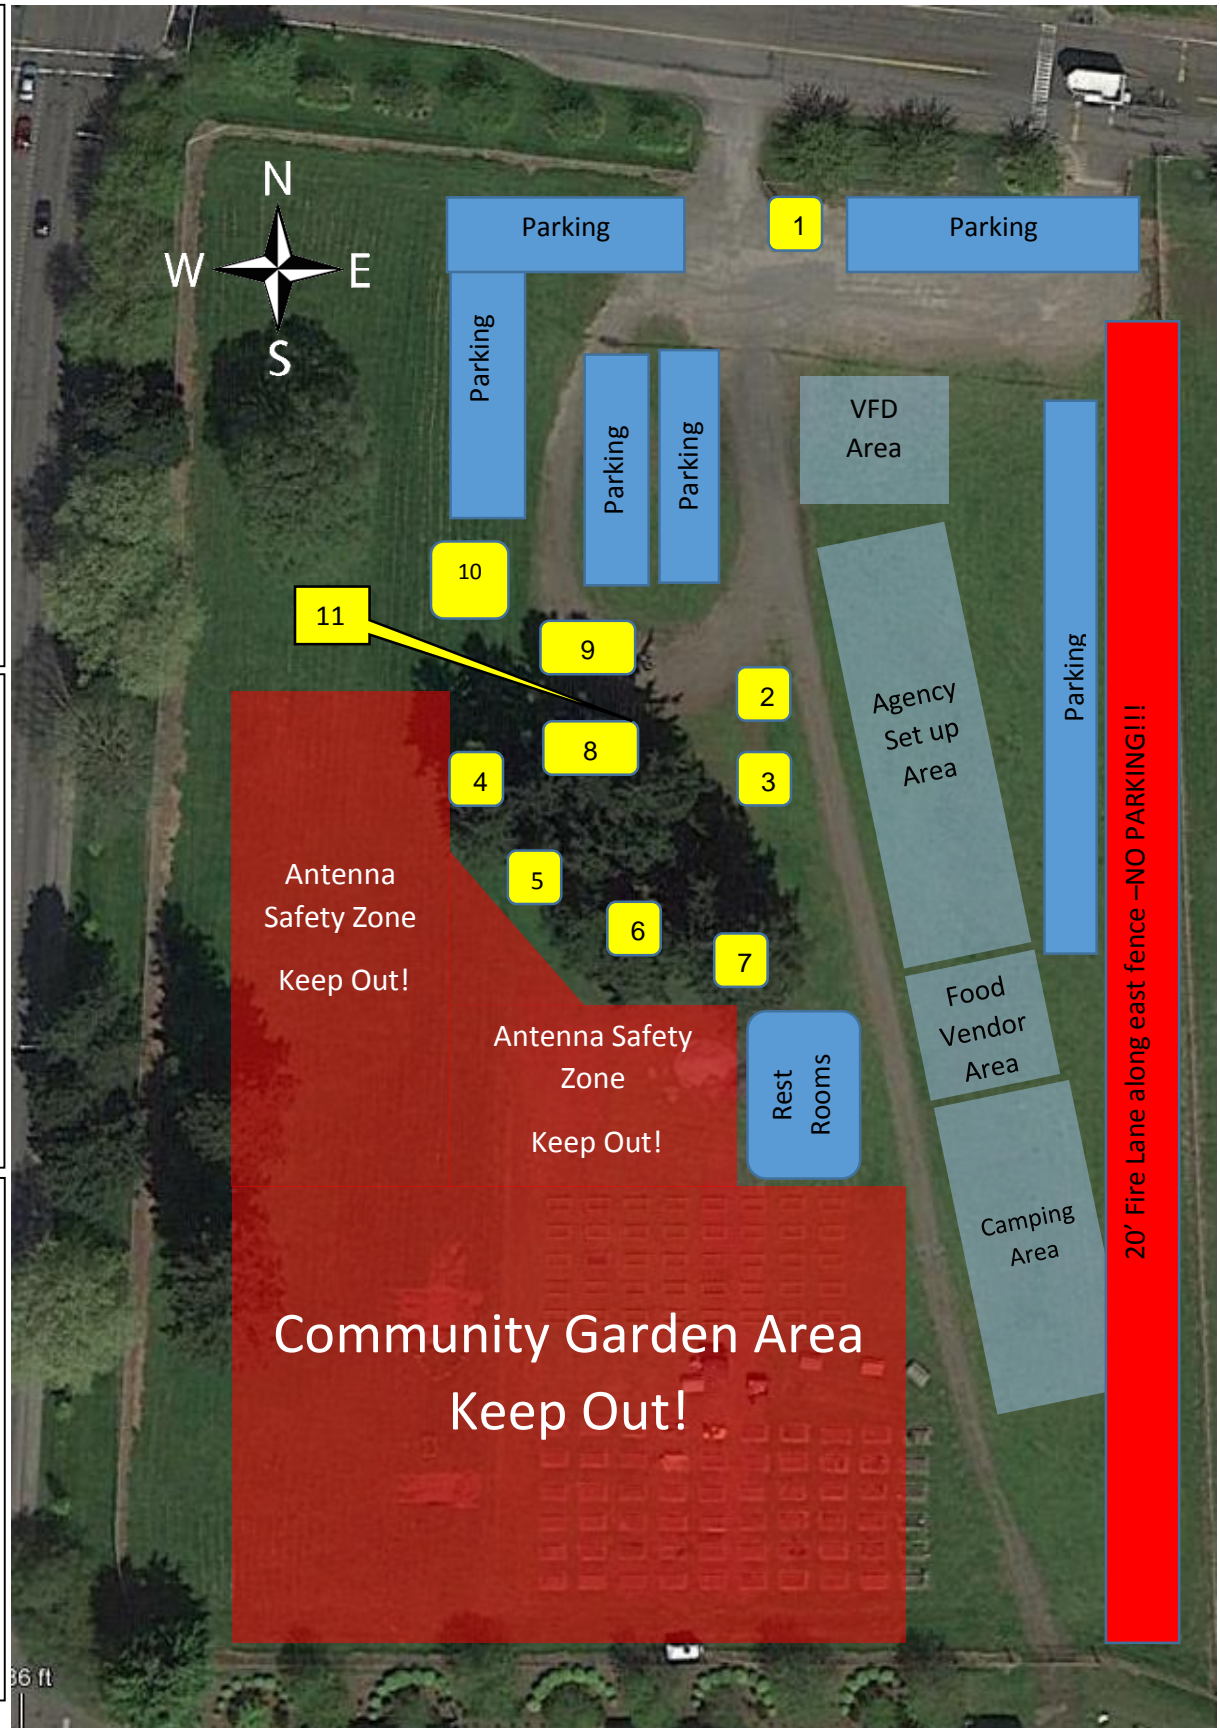 N
W
E
S
Parking
1
Parking
Parking
Parking
Parking
VFD
Area
10
11
9
2
Agency
Set up
Area
Parking
8
4
3
5
6
7
Antenna
Safety Zone
Keep Out!
Antenna Safety
Zone
Keep Out!
Rest
Rooms
Food
Vendor
Area
Camping
Area
20’ Fire Lane along east fence –NO PARKING!!!
Community Garden Area
Keep Out!
36 ft